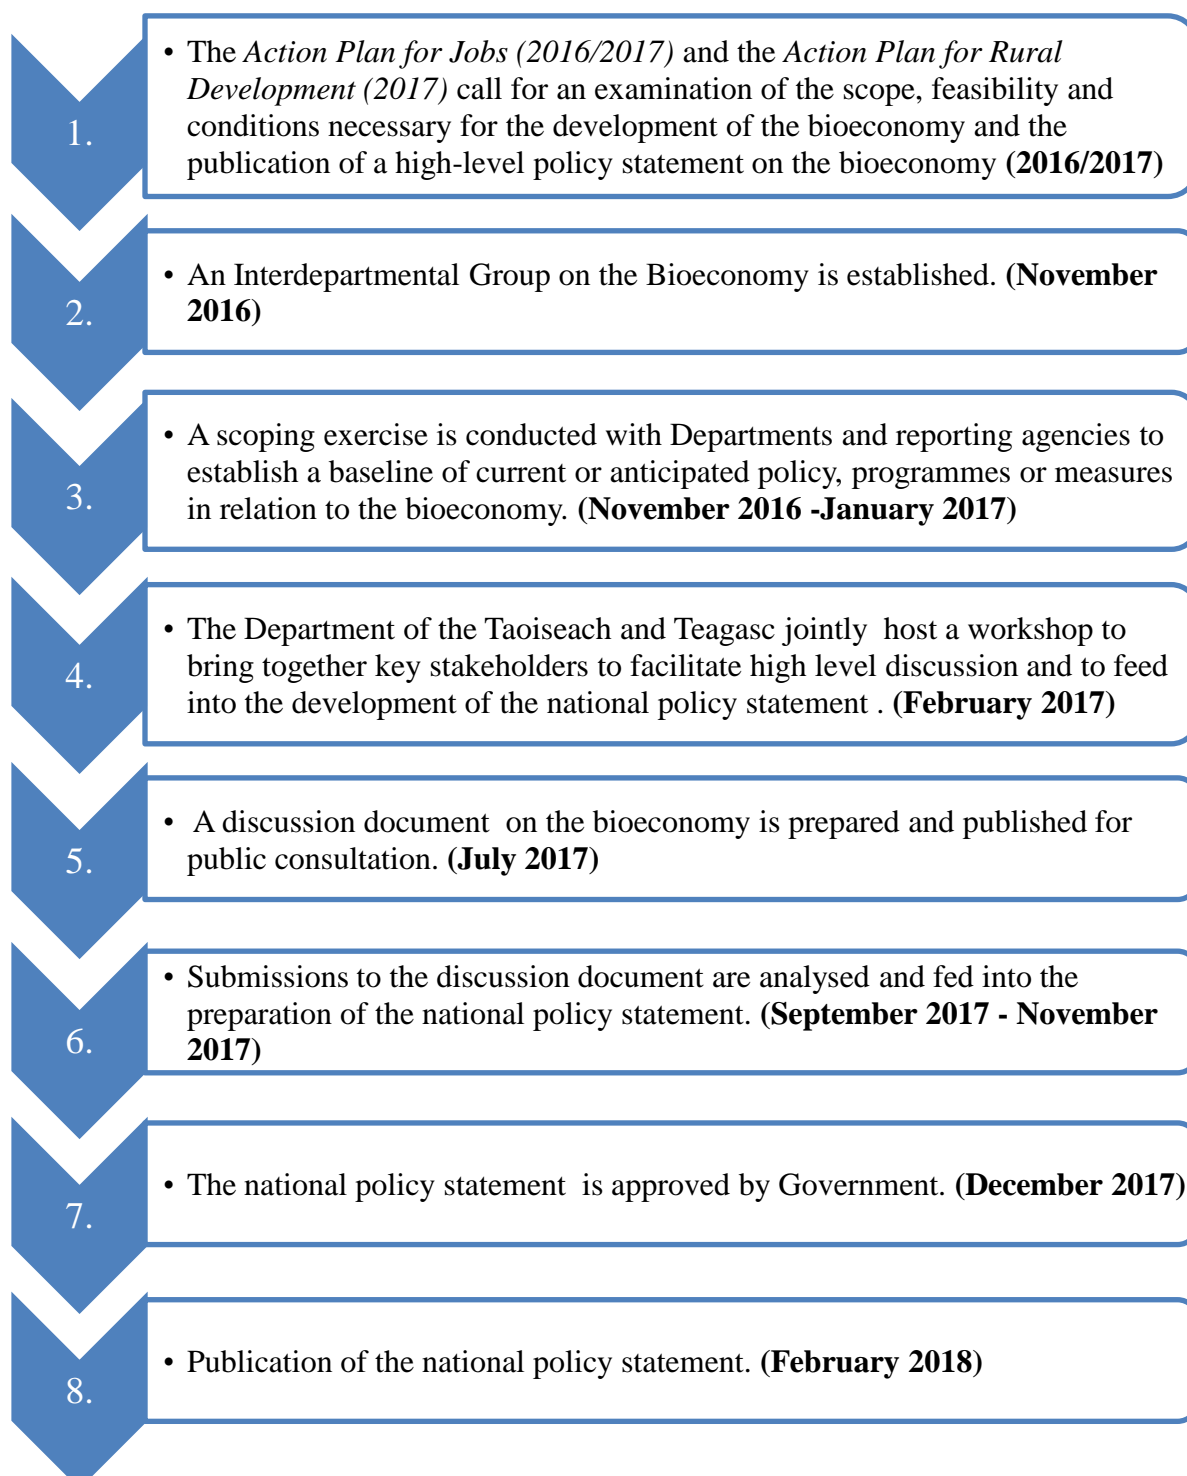 1.
• The Action Plan for Jobs (2016/2017) and the Action Plan for Rural
Development (2017) call for an examination of the scope, feasibility and
conditions necessary for the development of the bioeconomy and the
publication of a high-level policy statement on the bioeconomy (2016/2017)
2.
• An Interdepartmental Group on the Bioeconomy is established. (November
2016)
3.
• A scoping exercise is conducted with Departments and reporting agencies to
establish a baseline of current or anticipated policy, programmes or measures
in relation to the bioeconomy. (November 2016 -January 2017)
4.
• The Department of the Taoiseach and Teagasc jointly host a workshop to
bring together key stakeholders to facilitate high level discussion and to feed
into the development of the national policy statement . (February 2017)
5.
• A discussion document on the bioeconomy is prepared and published for
public consultation. (July 2017)
6.
• Submissions to the discussion document are analysed and fed into the
preparation of the national policy statement. (September 2017 - November
2017)
7.
• The national policy statement is approved by Government. (December 2017)
8.
• Publication of the national policy statement. (February 2018)